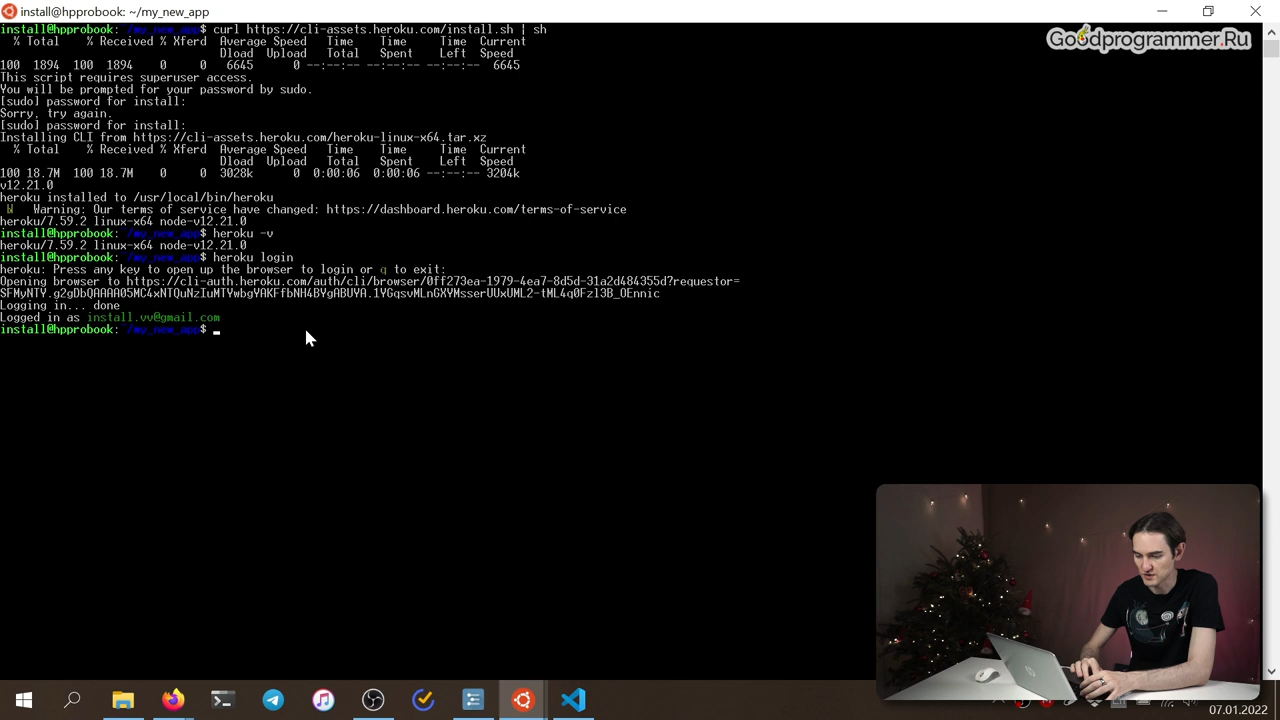 install@hpprobook: ~/my_new_app
Goodprogrammer.Ru
install@hpprobook:~/my_new_app$ curl https://cli-assets.heroku.com/install.sh | sh
% Total % Received % Xferd Average Speed Time Time Time Current
Dload Upload Total Spent Left Speed
100 1894 100 1894 0 0 6645 0 --:--:-- --:--:-- --:--:-- 6645
This script requires superuser access.
You will be prompted for your password by sudo.
[sudo] password for install:
Sorry, try again.
[sudo] password for install:
Installing CLI from https://cli-assets.heroku.com/heroku-linux-x64.tar.xz
% Total % Received % Xferd Average Speed Time Time Time Current
Dload Upload Total Spent Left Speed
100 18.7M 100 18.7M 0 0 3028k 0 0:00:06 0:00:06 --:--:-- 3204k
v12.21.0
heroku installed to /usr/local/bin/heroku
Warning: Our terms of service have changed: https://dashboard.heroku.com/terms-of-service
heroku/7.59.2 linux-x64 node-v12.21.0
install@hpprobook:~/my_new_app$ heroku -v
heroku/7.59.2 linux-x64 node-v12.21.0
install@hpprobook:~/my_new_app$ heroku login
heroku: Press any key to open up the browser to login or q to exit:
Opening browser to https://cli-auth.heroku.com/auth/cli/browser/0ff273ea-1979-4ea7-8d5d-31a2d484355d?requestor=
SFMyNTY.g2gDbQAAAA05MC4xNTQuNzIuMTYwbgYAKFfbNH4BYgABUYA.1YGqsvMLnGXYMsserUUxUML2-tML4q0Fzl3B_OEnnic
Logging in... done
Logged in as install.vv@gmail.com
install@hpprobook:~/my_new_app$
07.01.2022